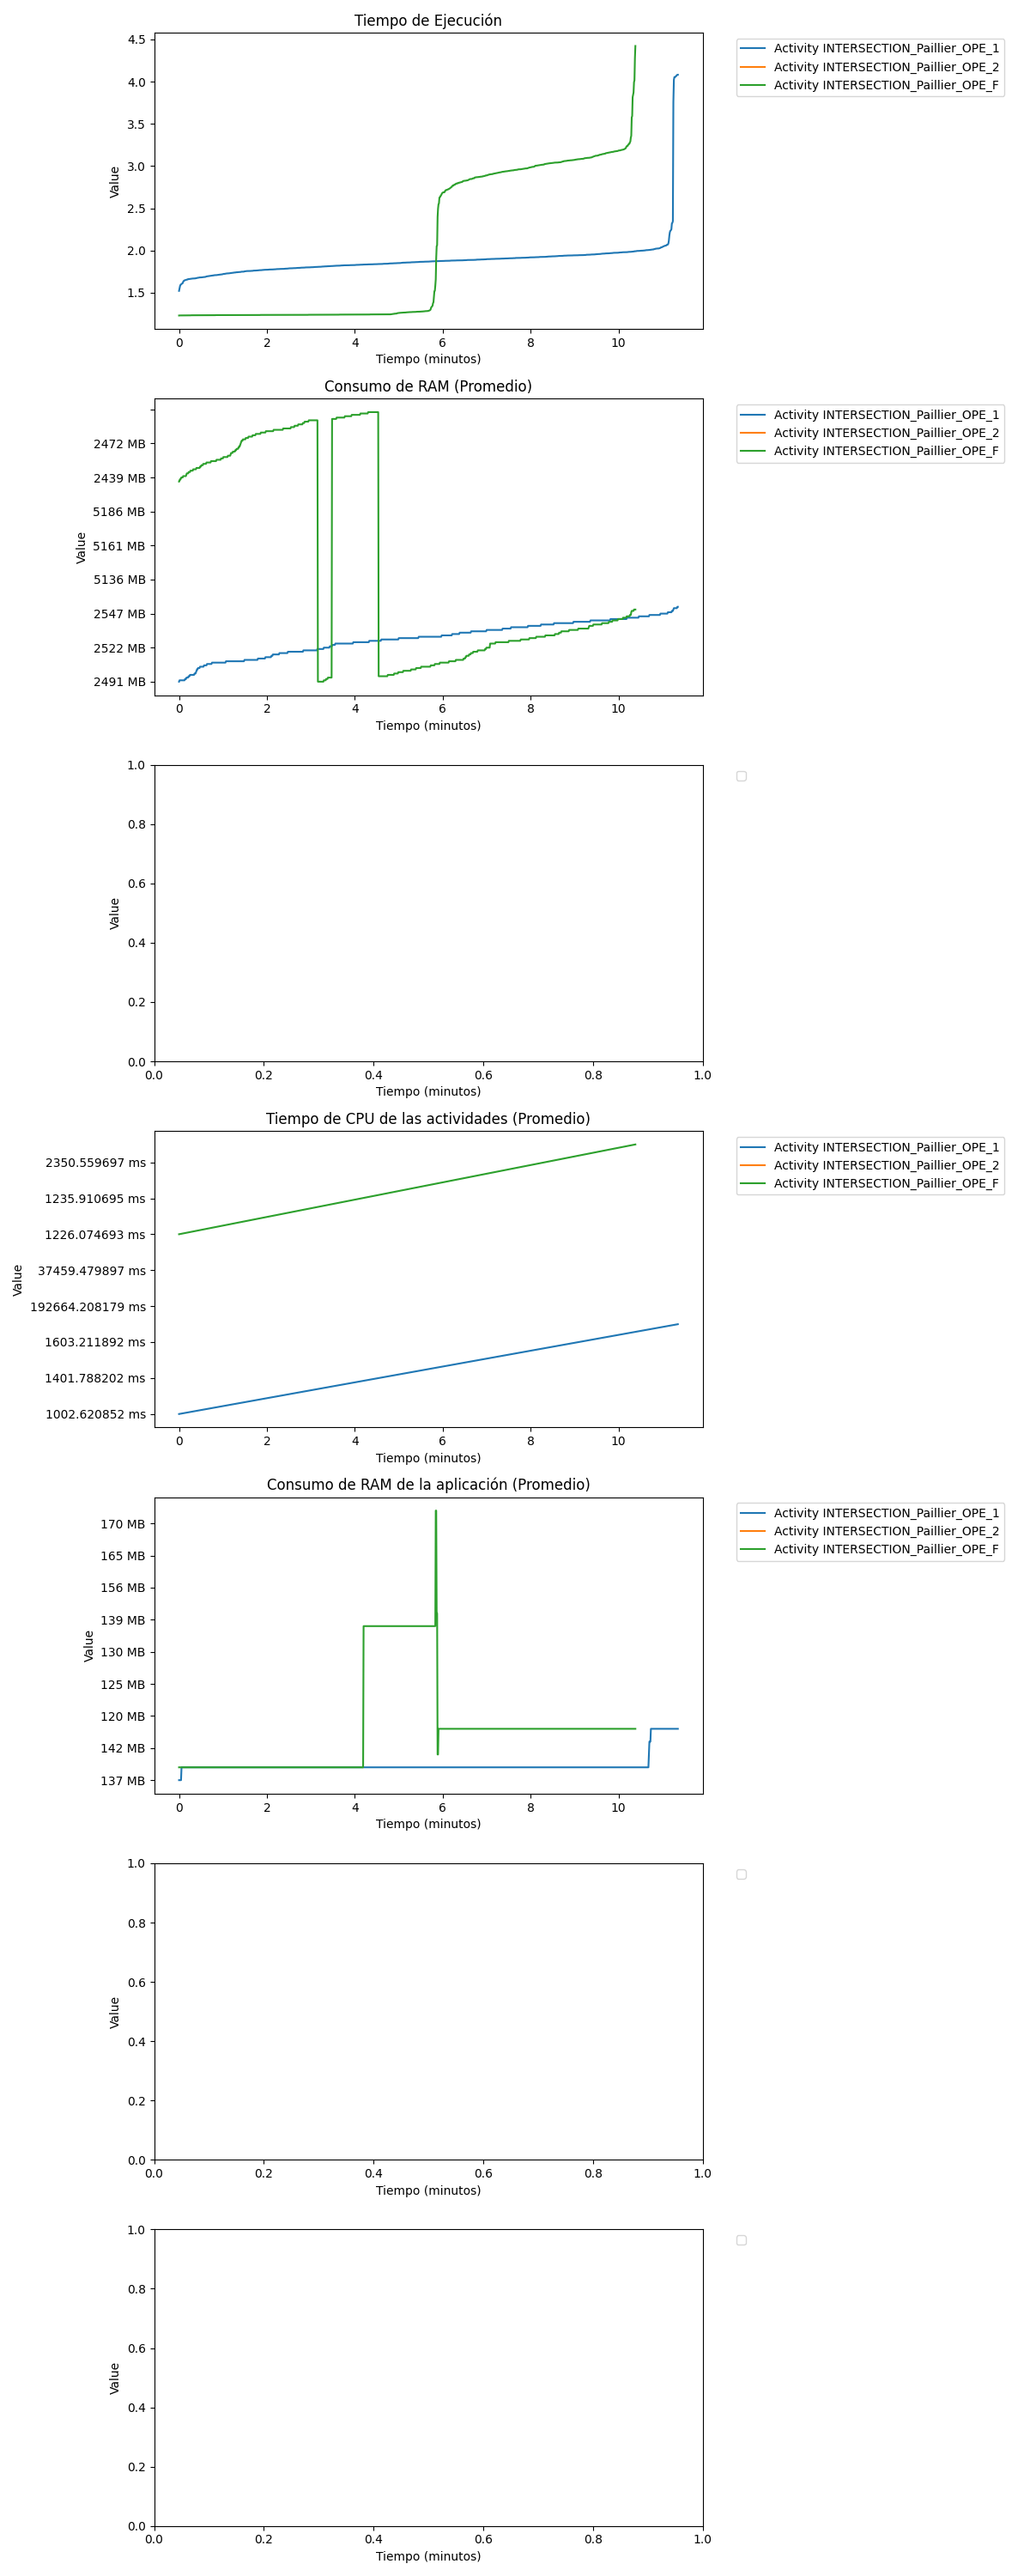 Tiempo de Ejecución
4.5
4.0
3.5
3.0
2.5
2.0
1.5
Value
0 2 4 6 8 10
Tiempo (minutos)
Activity INTERSECTION_Paillier_OPE_1
Activity INTERSECTION_Paillier_OPE_2
Activity INTERSECTION_Paillier_OPE_F
Consumo de RAM (Promedio)
2472 MB
2439 MB
5186 MB
5161 MB
5136 MB
2547 MB
2522 MB
2491 MB
Value
0 2 4 6 8 10
Tiempo (minutos)
Activity INTERSECTION_Paillier_OPE_1
Activity INTERSECTION_Paillier_OPE_2
Activity INTERSECTION_Paillier_OPE_F
1.0
0.8
0.6
0.4
0.2
0.0
Value
0.0 0.2 0.4 0.6 0.8 1.0
Tiempo (minutos)
Tiempo de CPU de las actividades (Promedio)
2350.559697 ms
1235.910695 ms
1226.074693 ms
37459.479897 ms
192664.208179 ms
1603.211892 ms
1401.788202 ms
1002.620852 ms
Value
0 2 4 6 8 10
Tiempo (minutos)
Activity INTERSECTION_Paillier_OPE_1
Activity INTERSECTION_Paillier_OPE_2
Activity INTERSECTION_Paillier_OPE_F
Consumo de RAM de la aplicación (Promedio)
170 MB
165 MB
156 MB
139 MB
130 MB
125 MB
120 MB
142 MB
137 MB
Value
0 2 4 6 8 10
Tiempo (minutos)
Activity INTERSECTION_Paillier_OPE_1
Activity INTERSECTION_Paillier_OPE_2
Activity INTERSECTION_Paillier_OPE_F
1.0
0.8
0.6
0.4
0.2
0.0
Value
0.0 0.2 0.4 0.6 0.8 1.0
Tiempo (minutos)
1.0
0.8
0.6
0.4
0.2
0.0
Value
0.0 0.2 0.4 0.6 0.8 1.0
Tiempo (minutos)